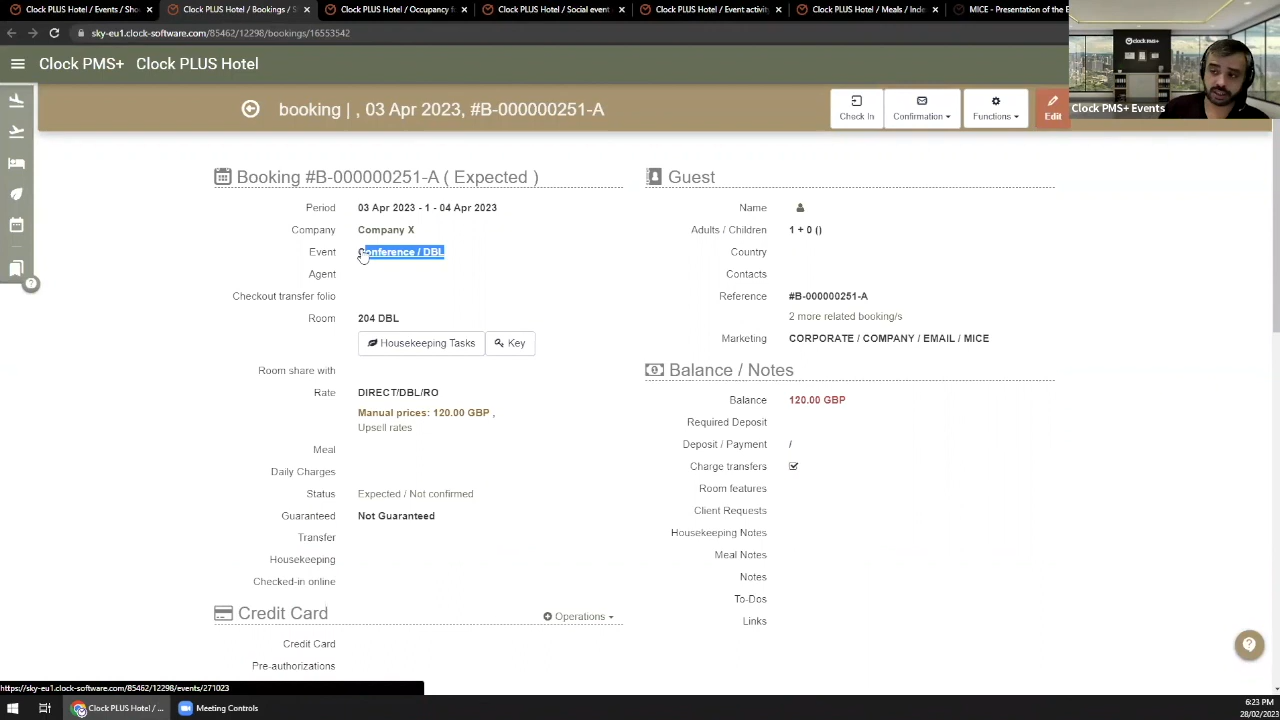 Clock PLUS Hotel / Events / Sho
Clock PLUS Hotel / Bookings / S
Clock PLUS Hotel / Occupancy fu
Clock PLUS Hotel / Social event
Clock PLUS Hotel / Event activity
Clock PLUS Hotel / Meals / Inde
MICE - Presentation of the E
sky-eu1.clock-software.com/85462/12298/bookings/16553542
Clock PMS+ Clock PLUS Hotel
clock PMS+
Clock PMS+ Events
booking | , 03 Apr 2023, #B-000000251-A
Check In
Confirmation
Functions
Edit
Booking #B-000000251-A ( Expected )
Period 03 Apr 2023 - 1 - 04 Apr 2023
Company Company X
Event Conference / DBL
Agent
Checkout transfer folio
Room 204 DBL
Housekeeping Tasks Key
Room share with
Rate DIRECT/DBL/RO
Manual prices: 120.00 GBP ,
Upsell rates
Meal
Daily Charges
Status Expected / Not confirmed
Guaranteed Not Guaranteed
Transfer
Housekeeping
Checked-in online
Credit Card Operations
Credit Card
Pre-authorizations
Guest
Name
Adults / Children 1 + 0 ()
Country
Contacts
Reference #B-000000251-A
2 more related booking/s
Marketing CORPORATE / COMPANY / EMAIL / MICE
Balance / Notes
Balance 120.00 GBP
Required Deposit
Deposit / Payment /
Charge transfers
Room features
Client Requests
Housekeeping Notes
Meal Notes
Notes
To-Dos
Links
https://sky-eu1.clock-software.com/85462/12298/events/271023
Clock PLUS Hotel / ...
Meeting Controls
6:23 PM
28/02/2023